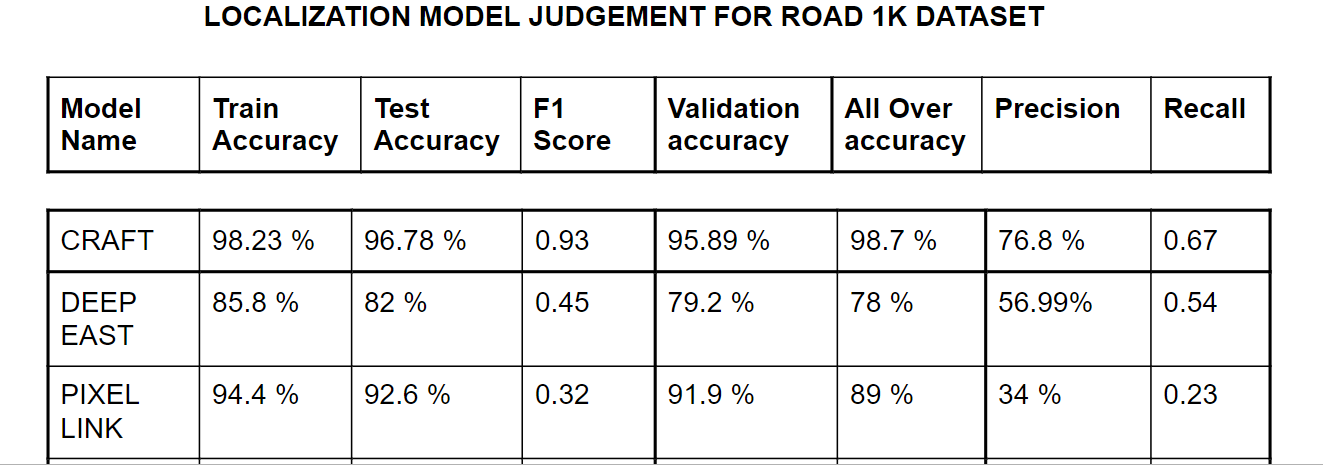 LOCALIZATION MODEL JUDGEMENT FOR ROAD 1K DATASET
Model Name Train Accuracy Test Accuracy F1 Score Validation accuracy All Over accuracy Precision Recall
CRAFT 98.23 % 96.78 % 0.93 95.89 % 98.7 % 76.8 % 0.67
DEEP EAST 85.8 % 82 % 0.45 79.2 % 78 % 56.99% 0.54
PIXEL LINK 94.4 % 92.6 % 0.32 91.9 % 89 % 34 % 0.23